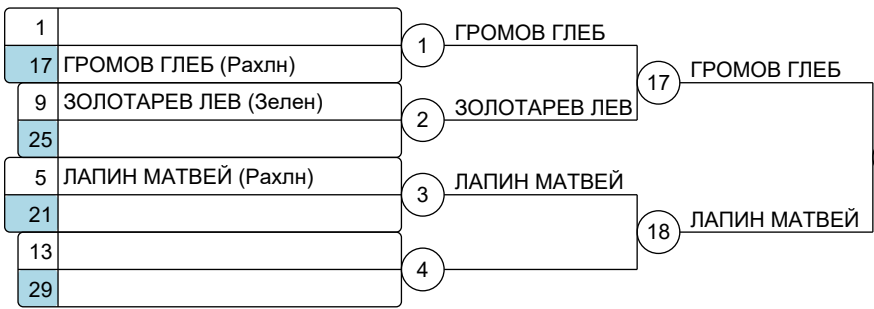 1
17 ГРОМОВ ГЛЕБ (Рахлн)
9 ЗОЛОТАРЕВ ЛЕВ (Зелен)
25
5 ЛАПИН МАТВЕЙ (Рахлн)
21
13
29
1
ГРОМОВ ГЛЕБ
2
ЗОЛОТАРЕВ ЛЕВ
3
ЛАПИН МАТВЕЙ
4
17
ГРОМОВ ГЛЕБ
18
ЛАПИН МАТВЕЙ